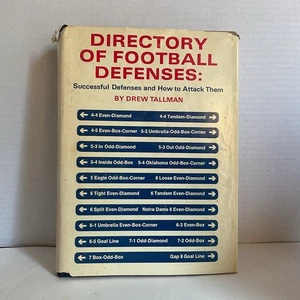 DIRECTORY
OF FOOTBALL
DEFENSES:
Successful Defenses and How to Attack Them
BY DREW TALLMAN
4-4 Even-Diamond 4-4 Tandem-Diamond
4-5 Even-Box-Corner 5-2 Umbrella-Odd-Box-Corner
5-3 In Odd-Diamond 5-3 Out Odd-Diamond
5-4 Inside Odd-Box 5-4 Oklahoma Odd-Box-Corner
5 Eagle Odd-Box-Corner 6 Loose Even-Diamond
6 Tight Even-Diamond 6 Tandem Even-Diamond
6 Split Even-Diamond Notre Dame 6 Even-Diamond
6-1 Umbrella Even-Box-Corner 6-3 Even-Box
6-5 Goal Line 7-1 Odd-Diamond 7-2 Odd-Box
7 Box-Odd-Box Gap 8 Goal Line